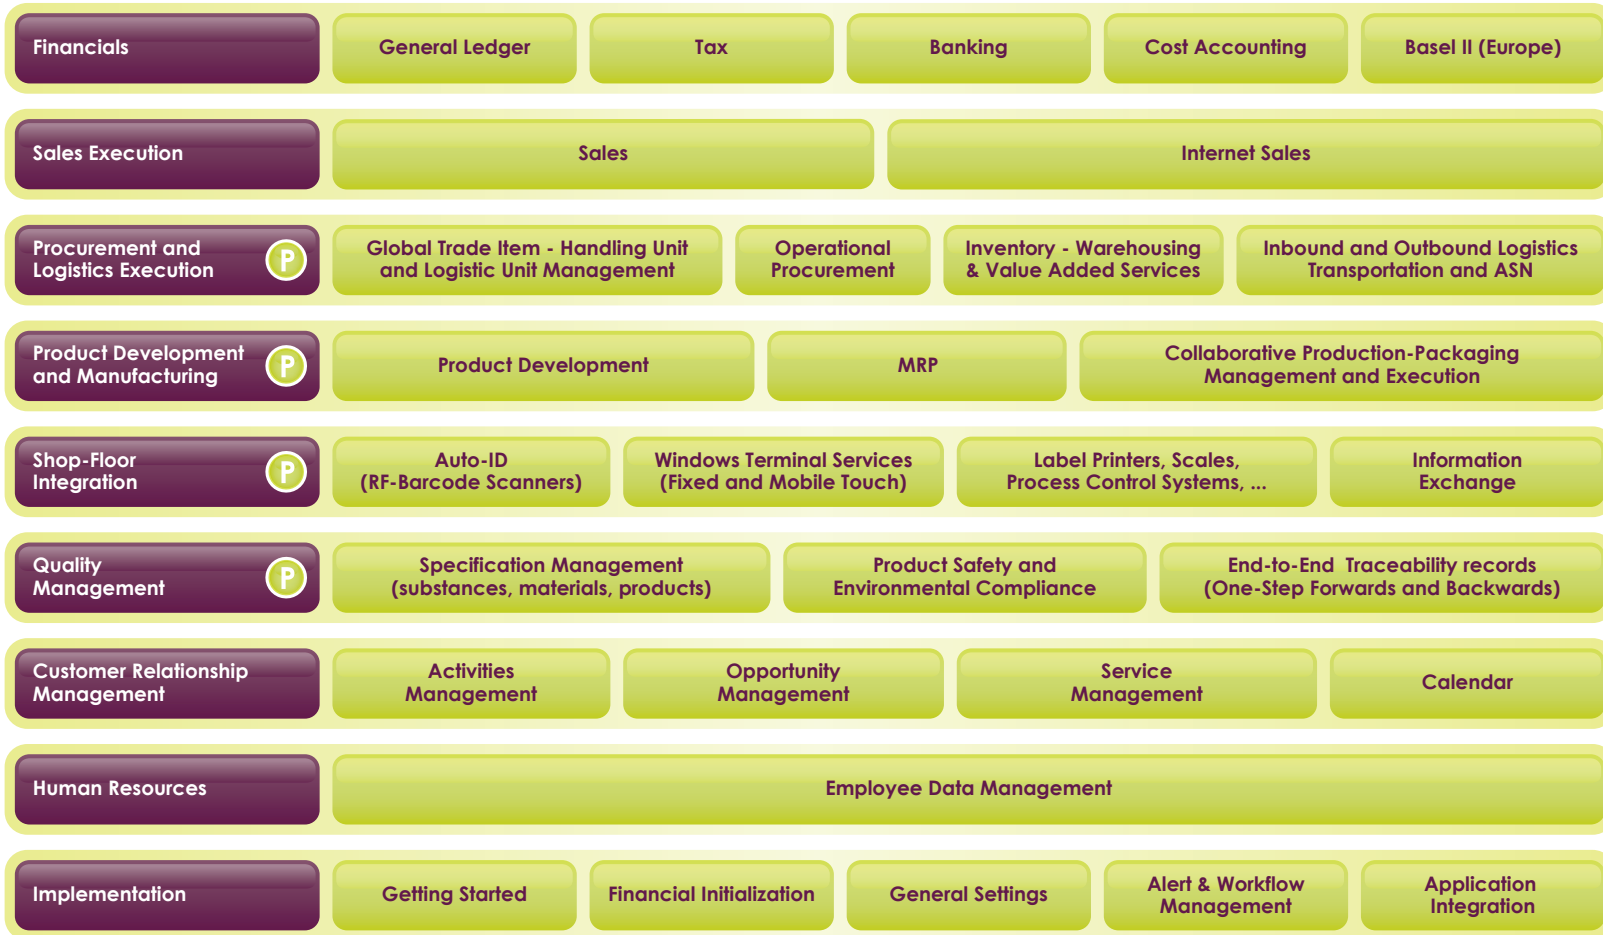 Financials
General Ledger
Tax
Banking
Cost Accounting
Basel II (Europe)
Sales Execution
Sales
Internet Sales
Procurement and
Logistics Execution
P
Global Trade Item - Handling Unit
and Logistic Unit Management
Operational
Procurement
Inventory - Warehousing
& Value Added Services
Inbound and Outbound Logistics
Transportation and ASN
Product Development
and Manufacturing
P
Product Development
MRP
Collaborative Production-Packaging
Management and Execution
Shop-Floor
Integration
P
Auto-ID
(RF-Barcode Scanners)
Windows Terminal Services
(Fixed and Mobile Touch)
Label Printers, Scales,
Process Control Systems, ...
Information
Exchange
Quality
Management
P
Specification Management
(substances, materials, products)
Product Safety and
Environmental Compliance
End-to-End Traceability records
(One-Step Forwards and Backwards)
Customer Relationship
Management
Activities
Management
Opportunity
Management
Service
Management
Calendar
Human Resources
Employee Data Management
Implementation
Getting Started
Financial Initialization
General Settings
Alert & Workflow
Management
Application
Integration